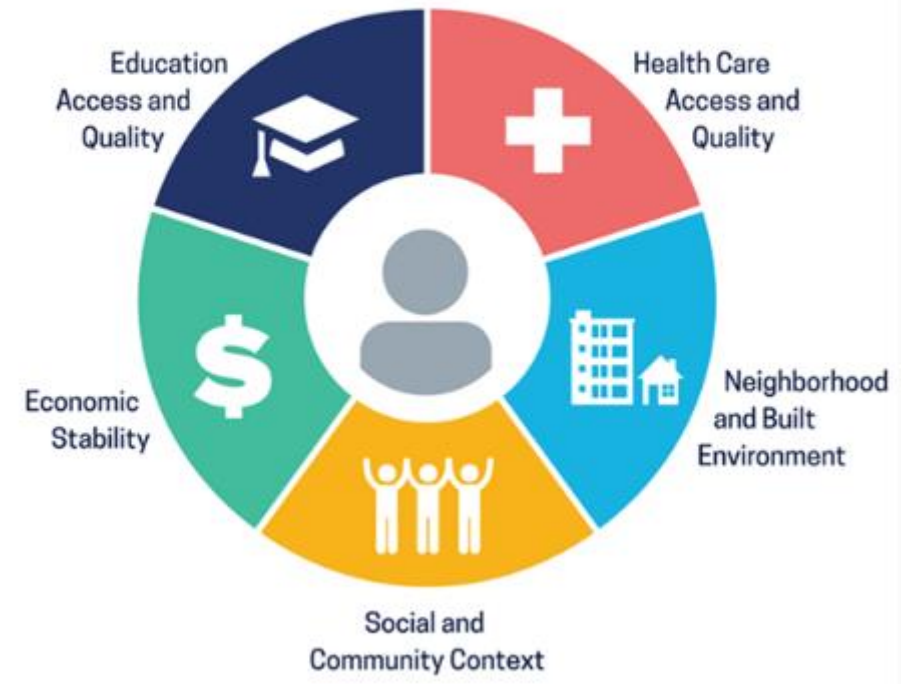 Education
Access and
Quality
Health Care
Access and
Quality
$
Economic
Stability
Neighborhood
and Built
Environment
Social and
Community Context